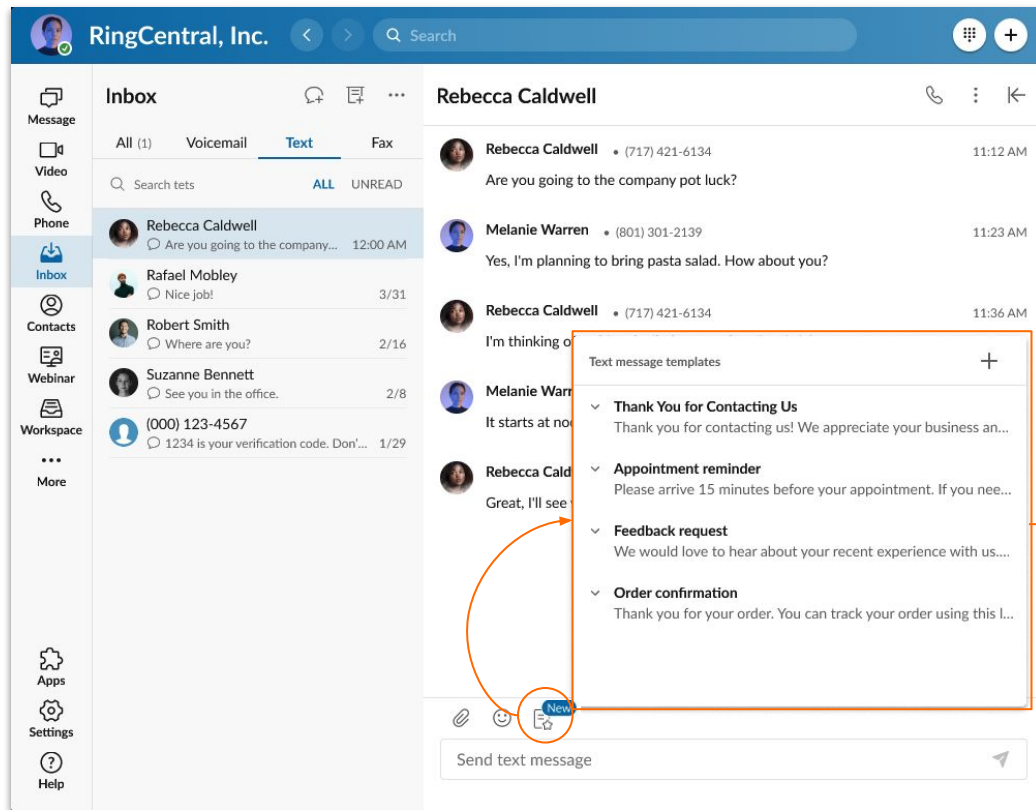 RingCentral, Inc.
Search
Message
Video
Phone
Inbox
Contacts
Webinar
Workspace
More
Apps
Settings
Help
Inbox
All (1) Voicemail Text Fax
Search tets ALL UNREAD
Rebecca Caldwell
Are you going to the company... 12:00 AM
Rafael Mobley
Nice job! 3/31
Robert Smith
Where are you? 2/16
Suzanne Bennett
See you in the office. 2/8
(000) 123-4567
1234 is your verification code. Don'... 1/29
Rebecca Caldwell
Rebecca Caldwell • (717) 421-6134 11:12 AM
Are you going to the company pot luck?
Melanie Warren • (801) 301-2139 11:23 AM
Yes, I'm planning to bring pasta salad. How about you?
Rebecca Caldwell • (717) 421-6134 11:36 AM
I'm thinking
Melanie
It starts at
Rebecca
Great, I'll see
Text message templates
Thank You for Contacting Us
Thank you for contacting us! We appreciate your business an...
Appointment reminder
Please arrive 15 minutes before your appointment. If you nee...
Feedback request
We would love to hear about your recent experience with us....
Order confirmation
Thank you for your order. You can track your order using this l...
New
Send text message